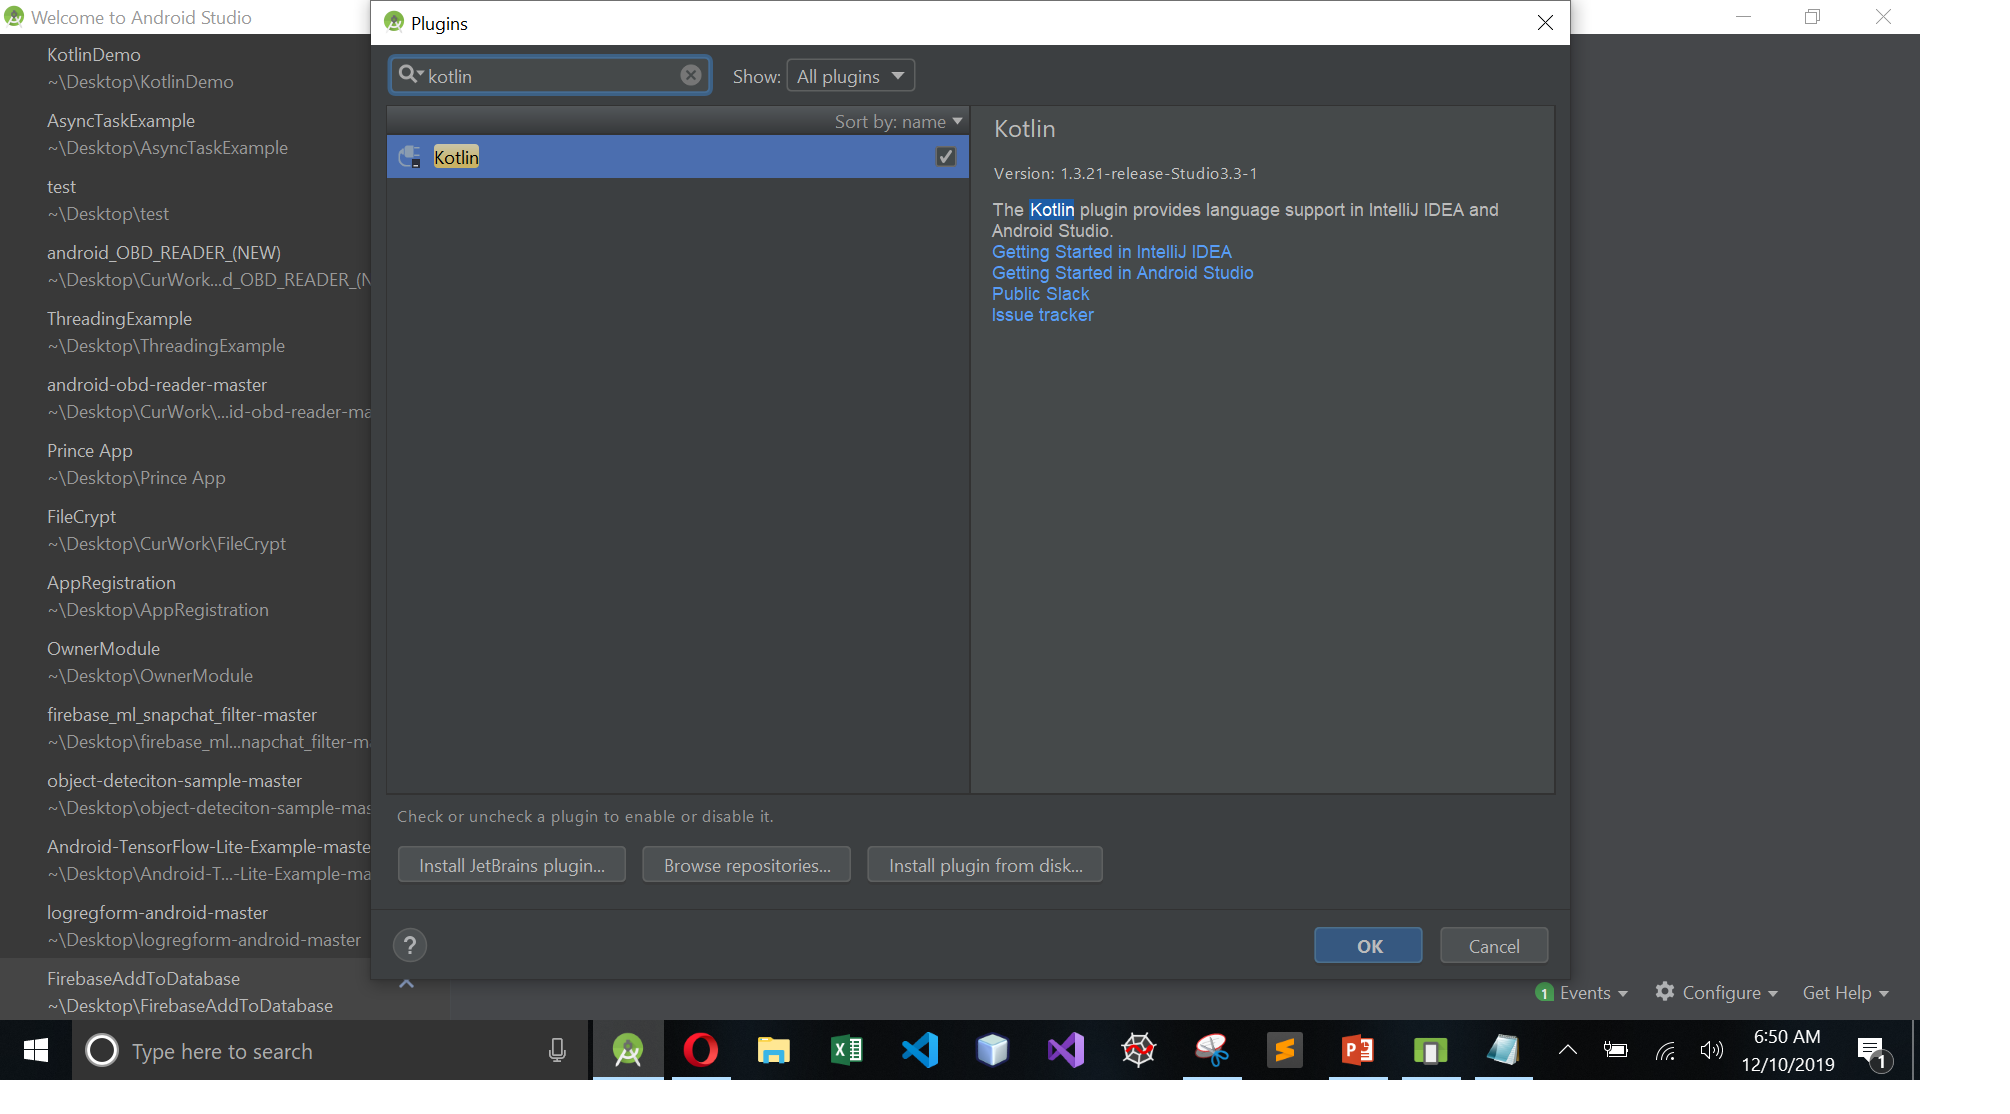 Welcome to Android Studio
KotlinDemo
~\Desktop\KotlinDemo
AsyncTaskExample
~\Desktop\AsyncTaskExample
test
~\Desktop\test
android_OBD_READER_(NEW)
~\Desktop\CurWork...d_OBD_READER_(N
ThreadingExample
~\Desktop\ThreadingExample
android-obd-reader-master
~\Desktop\CurWork\...id-obd-reader-ma
Prince App
~\Desktop\Prince App
FileCrypt
~\Desktop\CurWork\FileCrypt
AppRegistration
~\Desktop\AppRegistration
OwnerModule
~\Desktop\OwnerModule
firebase_ml_snapchat_filter-master
~\Desktop\firebase_ml...napchat_filter-m
object-deteciton-sample-master
~\Desktop\object-deteciton-sample-mas
Android-TensorFlow-Lite-Example-maste
~\Desktop\Android-T...-Lite-Example-ma
logregform-android-master
~\Desktop\logregform-android-master
FirebaseAddToDatabase
~\Desktop\FirebaseAddToDatabase
Plugins
kotlin
Show: All plugins
Sort by: name
Kotlin
Kotlin
Version: 1.3.21-release-Studio3.3-1
The Kotlin plugin provides language support in IntelliJ IDEA and
Android Studio.
Getting Started in IntelliJ IDEA
Getting Started in Android Studio
Public Slack
Issue tracker
Check or uncheck a plugin to enable or disable it.
Install JetBrains plugin... Browse repositories... Install plugin from disk...
? OK Cancel
1 Events Configure Get Help
Type here to search
6:50 AM
12/10/2019
1